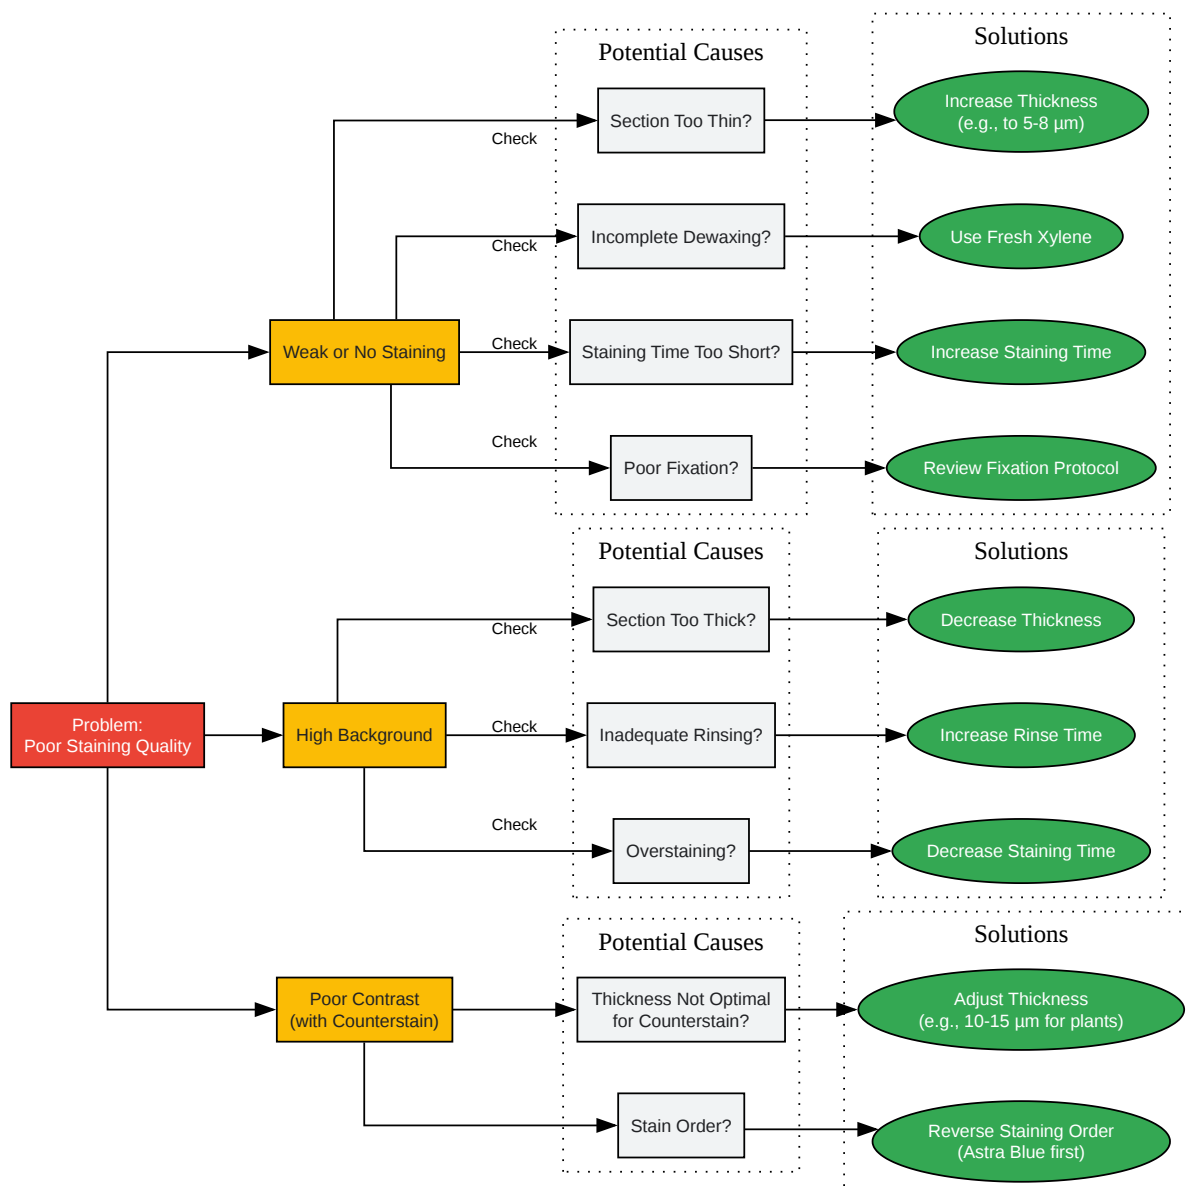 Potential Causes
Solutions
Section Too Thin?
Increase Thickness
(e.g., to 5-8 µm)
Check
Incomplete Dewaxing?
Use Fresh Xylene
Check
Weak or No Staining
Check
Staining Time Too Short?
Increase Staining Time
Check
Poor Fixation?
Review Fixation Protocol
Potential Causes
Solutions
Section Too Thick?
Decrease Thickness
Check
Problem:
Poor Staining Quality
High Background
Check
Inadequate Rinsing?
Increase Rinse Time
Check
Overstaining?
Decrease Staining Time
Potential Causes
Solutions
Poor Contrast
(with Counterstain)
Thickness Not Optimal
for Counterstain?
Adjust Thickness
(e.g., 10-15 µm for plants)
Stain Order?
Reverse Staining Order
(Astra Blue first)